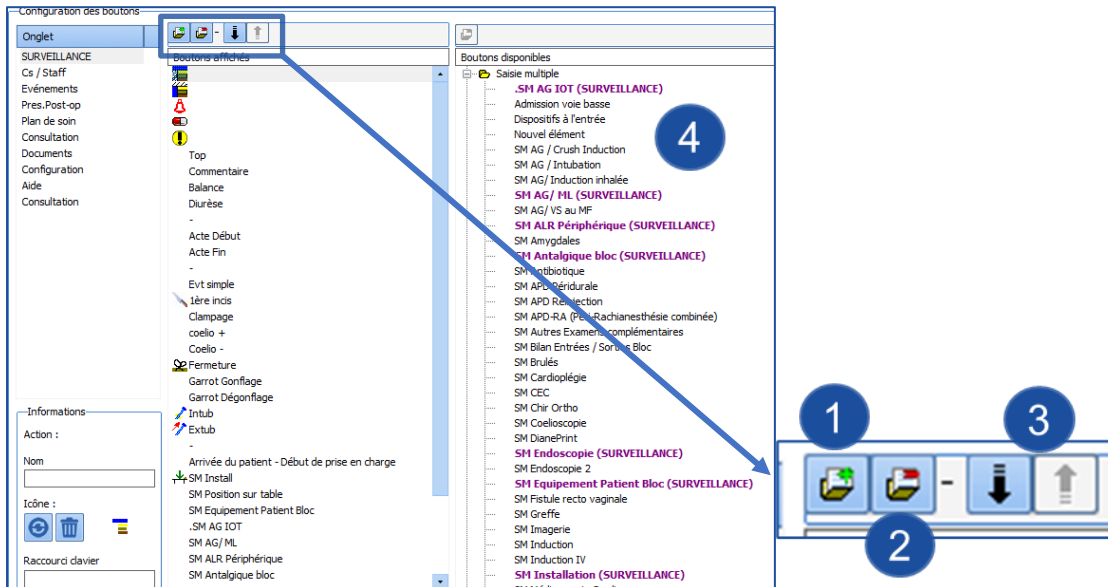 Configuration des boutons
Onglet
SURVEILLANCE
Cs / Staff
Evénements
Pres.Post-op
Plan de soin
Consultation
Documents
Configuration
Aide
Consultation
Informations
Action :
Nom
Icône :
Raccourci clavier
-
Boutons affichés
Top
Commentaire
Balance
Diurèse
-
Acte Début
Acte Fin
-
Evt simple
1ère incis
Clampage
coelio +
Coelio -
Fermeture
Garrot Gonflage
Garrot Dégonflage
Intub
Extub
-
Arrivée du patient - Début de prise en charge
SM Install
SM Position sur table
SM Equipement Patient Bloc
.SM AG IOT
SM AG/ ML
SM ALR Périphérique
SM Antalgique bloc
Boutons disponibles
Saisie multiple
.SM AG IOT (SURVEILLANCE)
Admission voie basse
Dispositifs à l'entrée
Nouvel élément
SM AG / Crush Induction
SM AG / Intubation
SM AG/ Induction inhalée
SM AG/ ML (SURVEILLANCE)
SM AG/ VS au MF
SM ALR Périphérique (SURVEILLANCE)
SM Amygdales
SM Antalgique bloc (SURVEILLANCE)
SM Antibiotique
SM APD Péridurale
SM APD Réinjection
SM APD-RA (Péri-Rachianesthésie combinée)
SM Autres Examens complémentaires
SM Bilan Entrées / Sorties Bloc
SM Brulés
SM Cardioplégie
SM CEC
SM Chir Ortho
SM Coelioscopie
SM DianePrint
SM Endoscopie (SURVEILLANCE)
SM Endoscopie 2
SM Equipement Patient Bloc (SURVEILLANCE)
SM Fistule recto vaginale
SM Greffe
SM Imagerie
SM Induction
SM Induction IV
SM Installation (SURVEILLANCE)
4
1
3
-
2